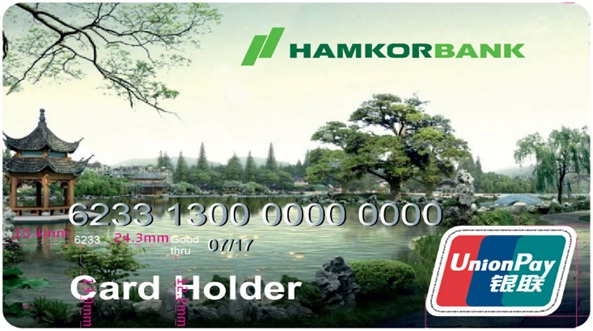 HAMKORBANK
6233 1300 0000 0000
6233 24.3mm Good
thru 07/17
Card Holder
UnionPay
银联